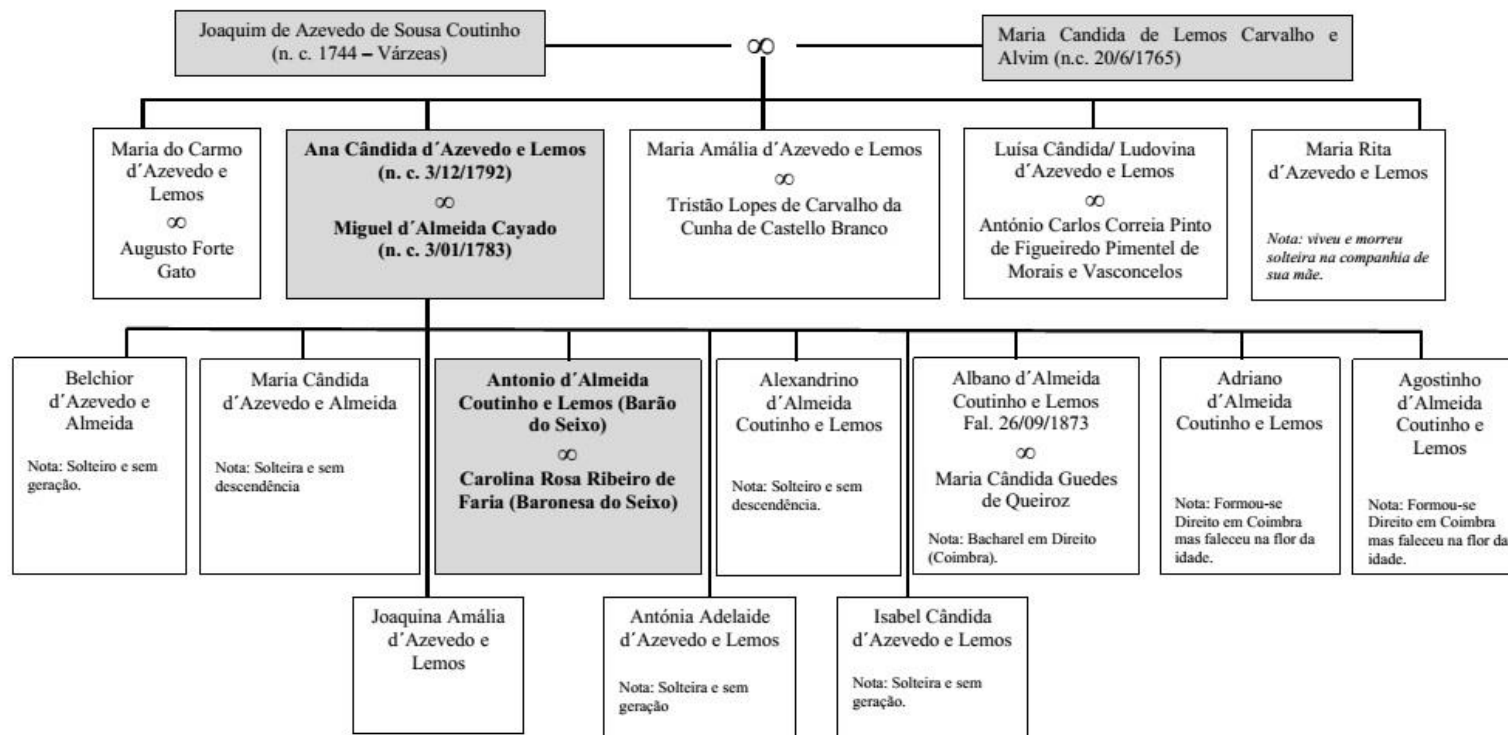 Joaquim de Azevedo de Sousa Coutinho
(n. c. 1744 – Várzeas)
∞
Maria Candida de Lemos Carvalho e
Alvim (n.c. 20/6/1765)
Maria do Carmo
d´Azevedo e
Lemos
∞
Augusto Forte
Gato
Ana Cândida d´Azevedo e Lemos
(n. c. 3/12/1792)
∞
Miguel d´Almeida Cayado
(n. c. 3/01/1783)
Maria Amália d´Azevedo e Lemos
∞
Tristão Lopes de Carvalho da
Cunha de Castello Branco
Luísa Cândida/ Ludovina
d´Azevedo e Lemos
∞
António Carlos Correia Pinto
de Figueiredo Pimentel de
Morais e Vasconcelos
Maria Rita
d´Azevedo e Lemos
Nota: viveu e morreu
solteira na companhia de
sua mãe.
Belchior
d´Azevedo e
Almeida
Nota: Solteiro e sem
geração.
Maria Cândida
d´Azevedo e Almeida
Nota: Solteira e sem
descendência
Antonio d´Almeida
Coutinho e Lemos (Barão
do Seixo)
∞
Carolina Rosa Ribeiro de
Faria (Baronesa do Seixo)
Alexandrino
d´Almeida
Coutinho e Lemos
Nota: Solteiro e sem
descendência.
Albano d´Almeida
Coutinho e Lemos
Fal. 26/09/1873
∞
Maria Cândida Guedes
de Queiroz
Nota: Bacharel em Direito
(Coimbra).
Adriano
d´Almeida
Coutinho e Lemos
Nota: Formou-se
Direito em Coimbra
mas faleceu na flor da
idade.
Agostinho
d´Almeida
Coutinho e
Lemos
Nota: Formou-se
Direito em Coimbra
mas faleceu na flor da
idade.
Joaquina Amália
d´Azevedo e
Lemos
Antónia Adelaide
d´Azevedo e Lemos
Nota: Solteira e sem
geração
Isabel Cândida
d´Azevedo e Lemos
Nota: Solteira e sem
geração.